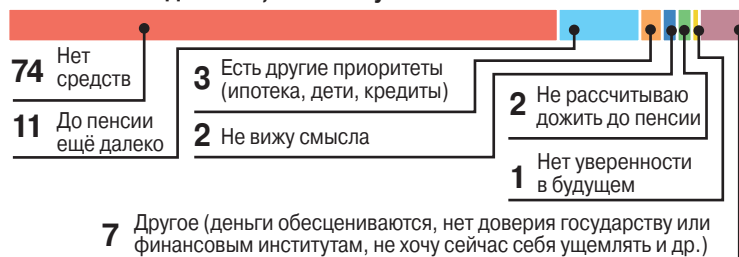 74 Нет
средств
11 До пенсии
ещё далеко
3 Есть другие приоритеты
(ипотека, дети, кредиты)
2 Не вижу смысла
2 Не рассчитываю
дожить до пенсии
1 Нет уверенности
в будущем
7 Другое (деньги обесцениваются, нет доверия государству или
финансовым институтам, не хочу сейчас себя ущемлять и др.)